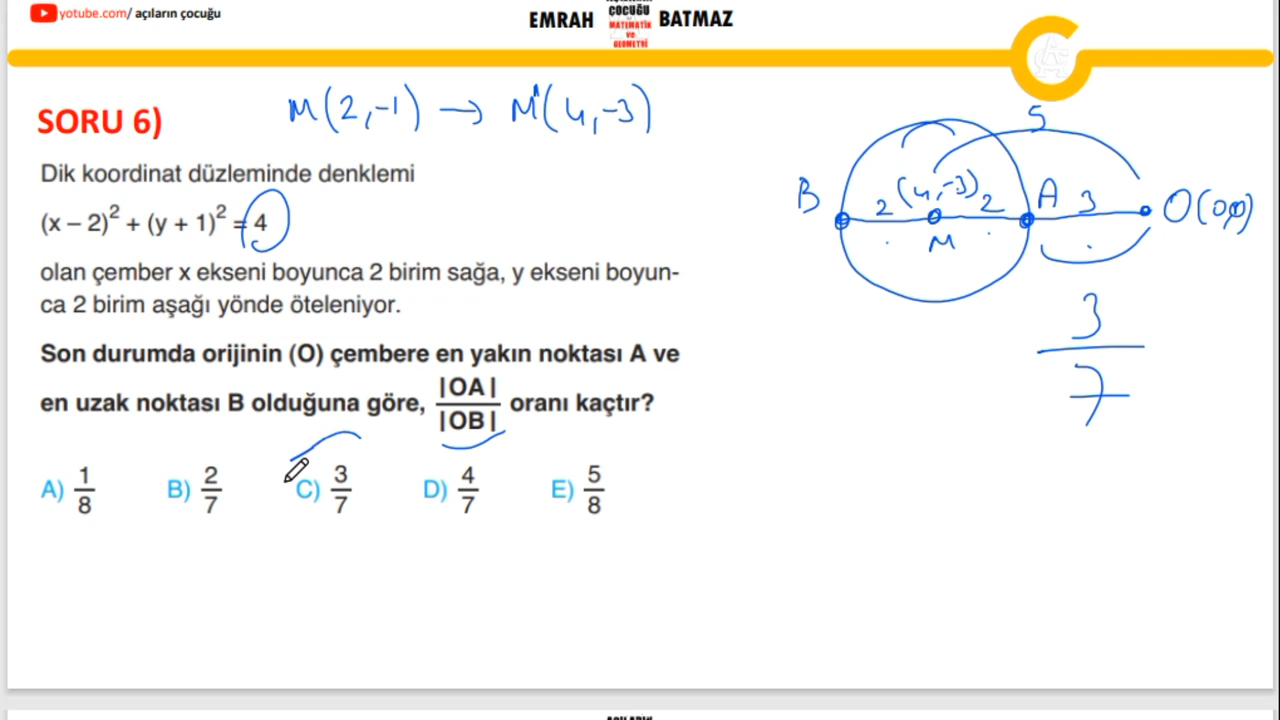 yotube.com/ açıların çocuğu
EMRAH
ÇOCUĞU
MATEMATİK
ve
GEOMETRİ
BATMAZ
SORU 6)
M(2,-1) → M'(4,-3)
Dik koordinat düzleminde denklemi
(x – 2)² + (y + 1)² = 4
olan çember x ekseni boyunca 2 birim sağa, y ekseni boyun-
ca 2 birim aşağı yönde öteleniyor.
Son durumda orijinin (O) çembere en yakın noktası A ve
en uzak noktası B olduğuna göre, |OA| / |OB| oranı kaçtır?
A) 1/8 B) 2/7 C) 3/7 D) 4/7 E) 5/8
5
B 2 (4,-3) 2 A 3 O(0,0)
M
3
7